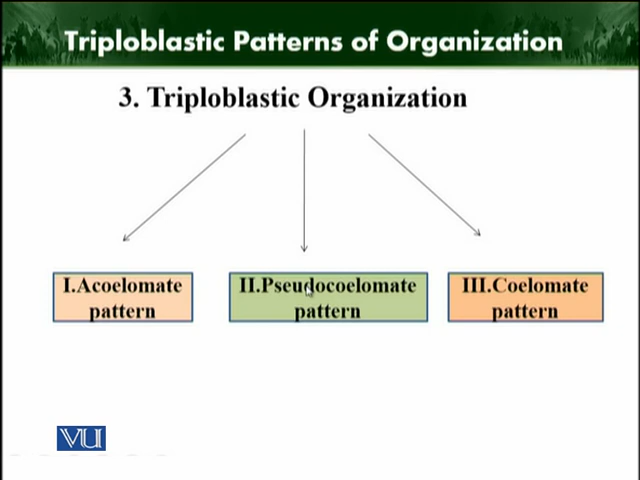 Triploblastic Patterns of Organization
3. Triploblastic Organization
I.Acoelomate
pattern
II.Pseudocoelomate
pattern
III.Coelomate
pattern
VU